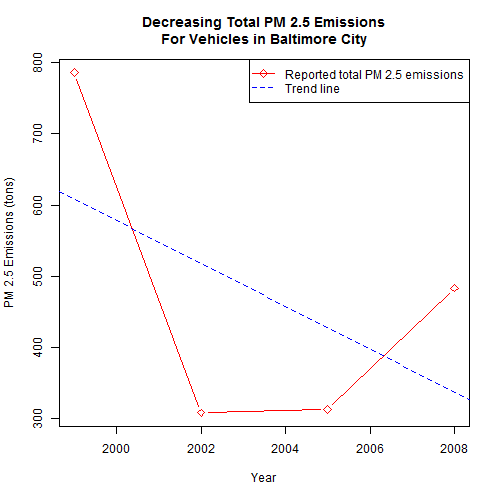 Decreasing Total PM 2.5 Emissions
For Vehicles in Baltimore City
Reported total PM 2.5 emissions
Trend line
PM 2.5 Emissions (tons)
800
700
600
500
400
300
2000 2002 2004 2006 2008
Year